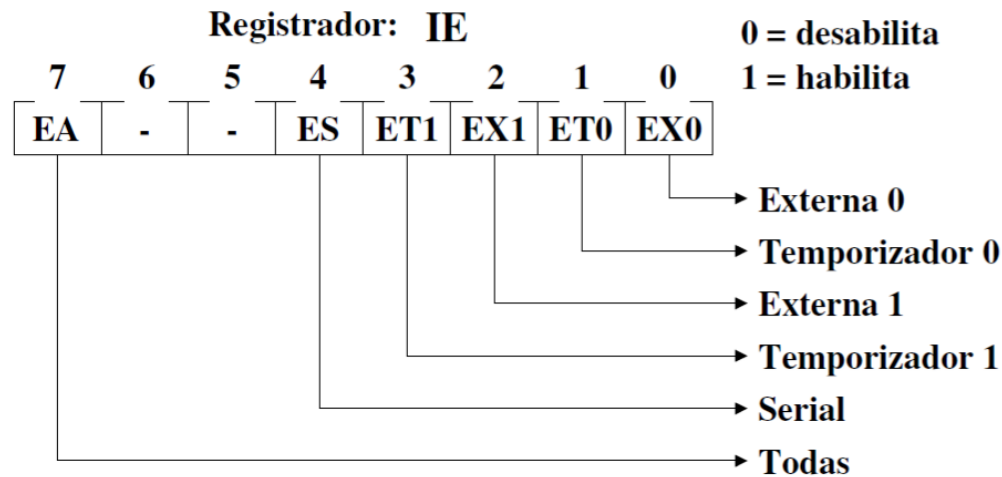 Registrador: IE
0 = desabilita
7 6 5 4 3 2 1 0
1 = habilita
EA - - ES ET1 EX1 ET0 EX0
Externa 0
Temporizador 0
Externa 1
Temporizador 1
Serial
Todas